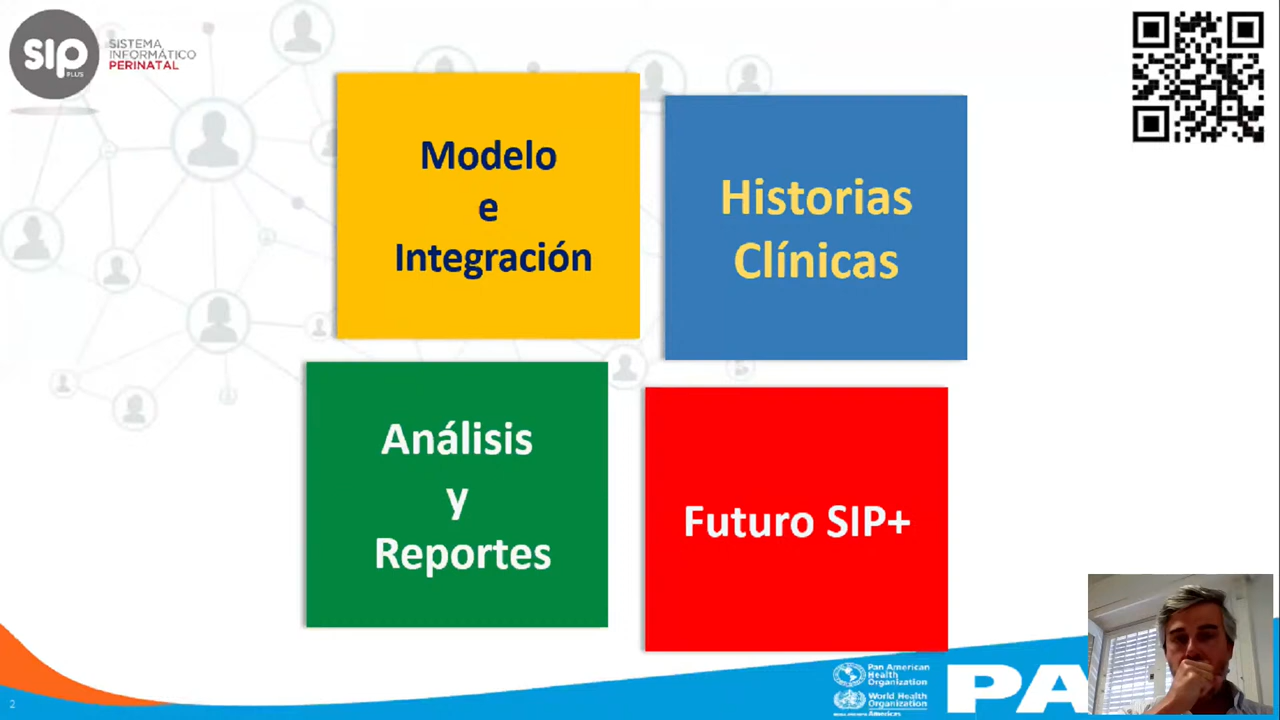 sip
PLUS
SISTEMA
INFORMÁTICO
PERINATAL
Modelo
e
Integración
Historias
Clínicas
Análisis
y
Reportes
Futuro SIP+
2
Pan American
Health
Organization
World Health
Organization
Americas
PA